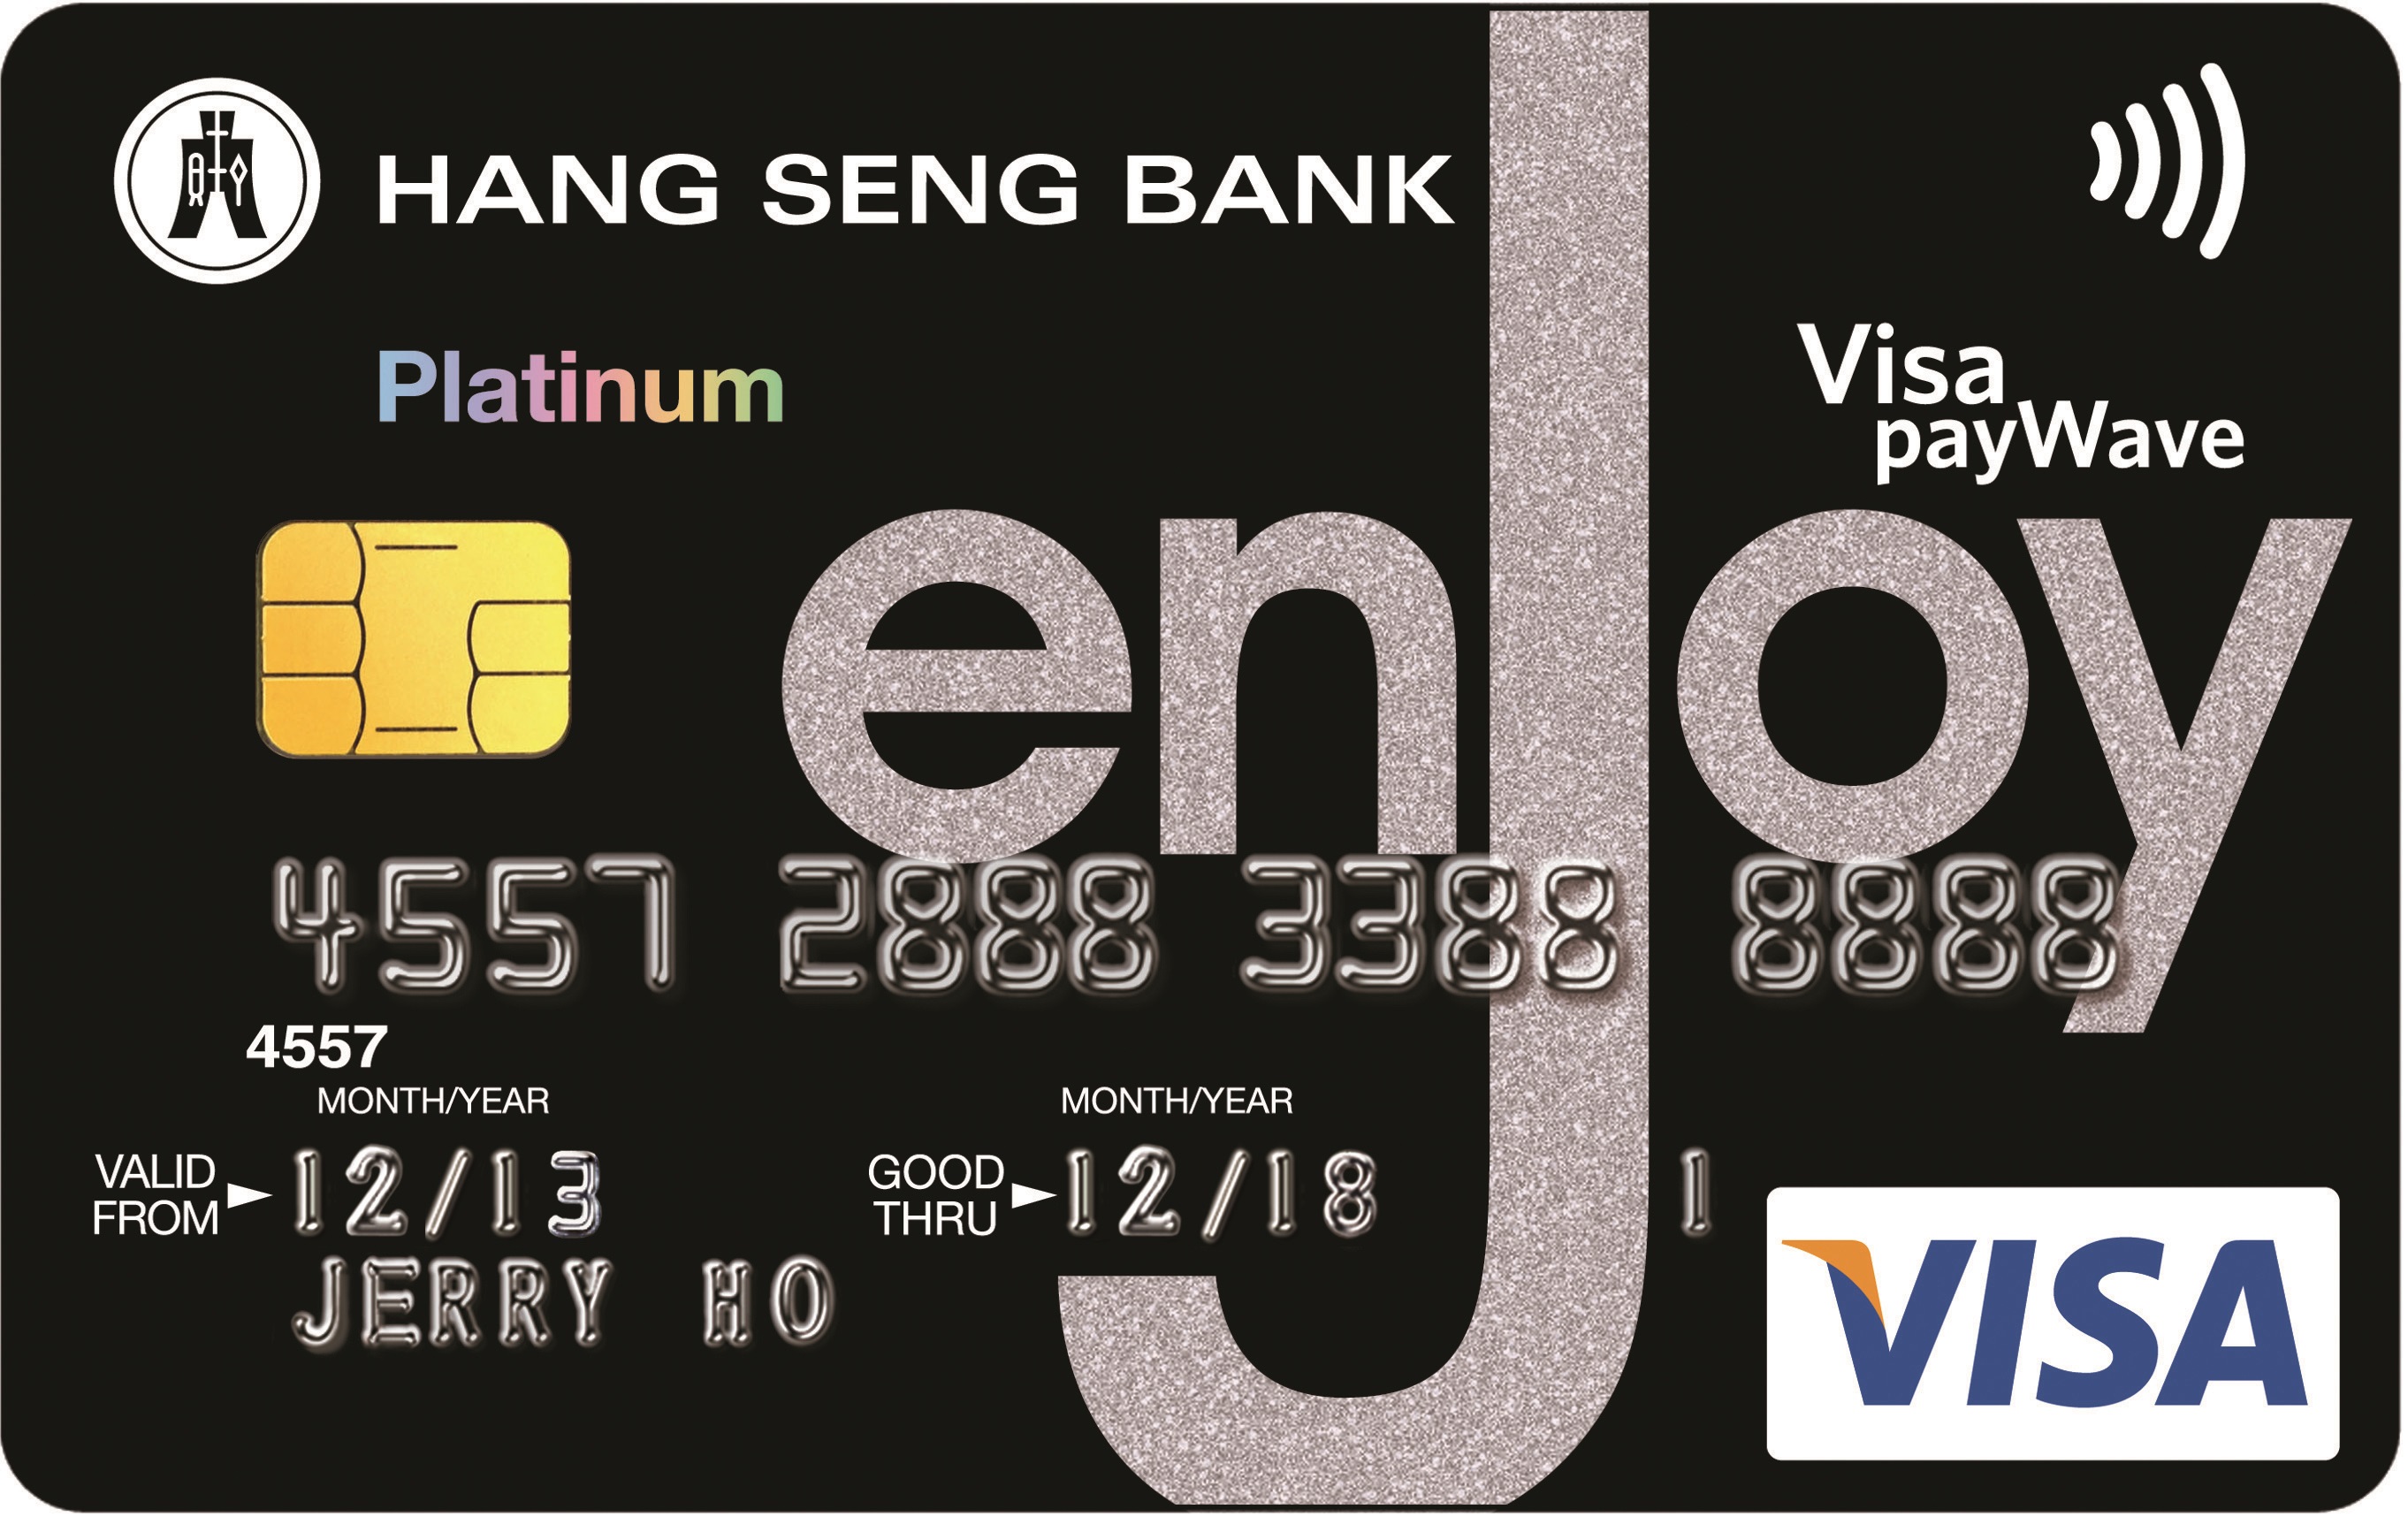 HANG SENG BANK
Platinum
Visa
payWave
enJoy
4557 2888 3388 8888
4557
MONTH/YEAR MONTH/YEAR
VALID FROM 12/13 GOOD THRU 12/18 1
JERRY HO
VISA